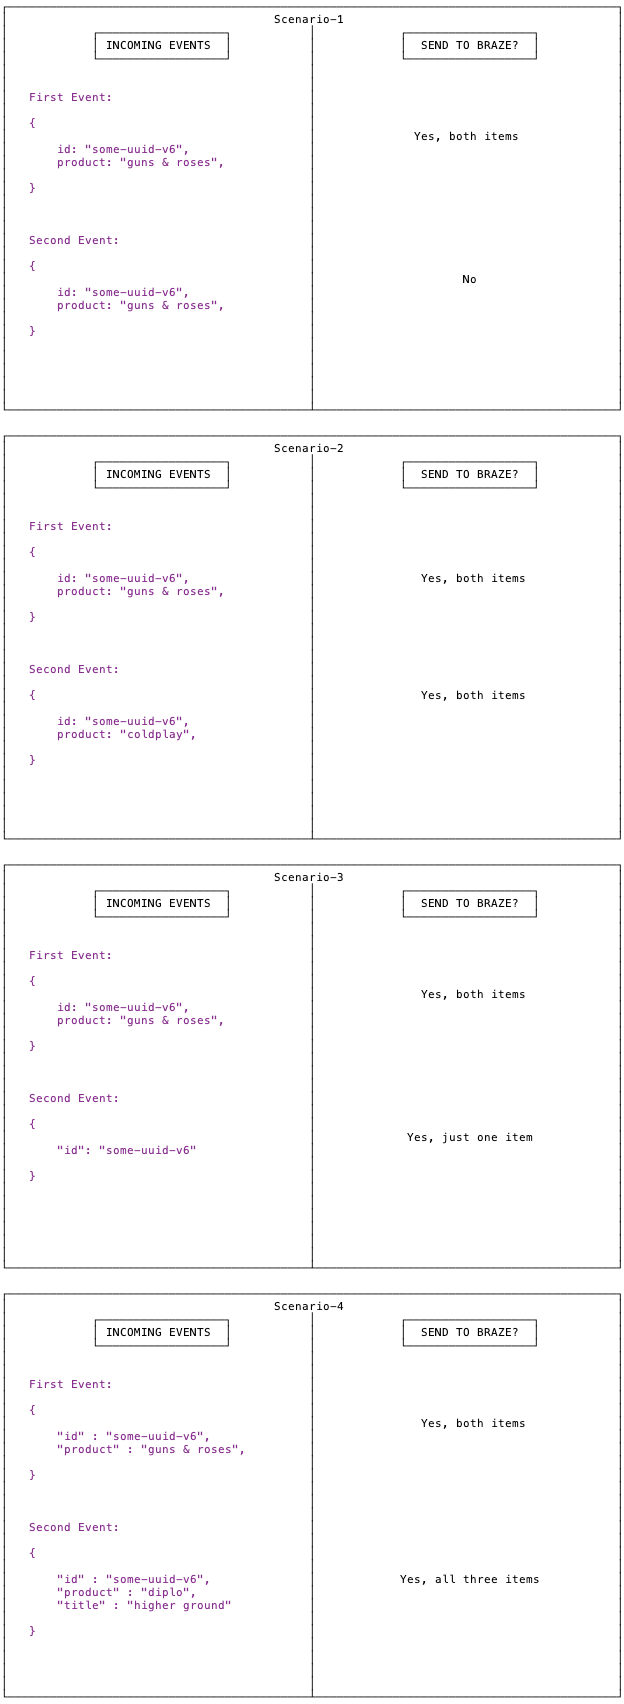 Scenario-1
INCOMING EVENTS
SEND TO BRAZE?
First Event:
{
Yes, both items
id: "some-uuid-v6",
product: "guns & roses",
}
Second Event:
{
No
id: "some-uuid-v6",
product: "guns & roses",
}
Scenario-2
INCOMING EVENTS
SEND TO BRAZE?
First Event:
{
id: "some-uuid-v6",
Yes, both items
product: "guns & roses",
}
Second Event:
{
Yes, both items
id: "some-uuid-v6",
product: "coldplay",
}
Scenario-3
INCOMING EVENTS
SEND TO BRAZE?
First Event:
{
Yes, both items
id: "some-uuid-v6",
product: "guns & roses",
}
Second Event:
{
Yes, just one item
"id": "some-uuid-v6"
}
Scenario-4
INCOMING EVENTS
SEND TO BRAZE?
First Event:
{
Yes, both items
"id" : "some-uuid-v6",
"product" : "guns & roses",
}
Second Event:
{
"id" : "some-uuid-v6",
Yes, all three items
"product" : "diplo",
"title" : "higher ground"
}